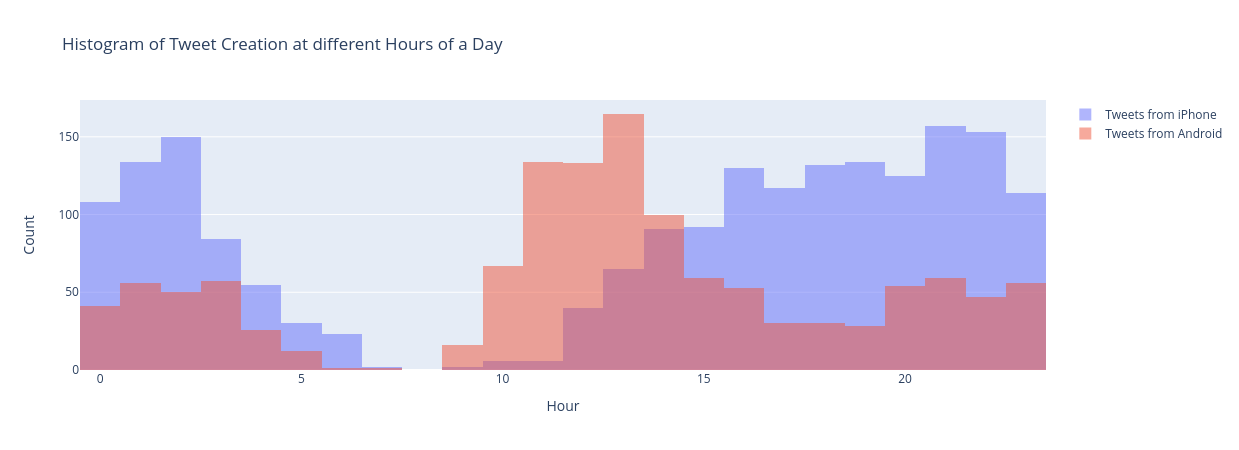 Histogram of Tweet Creation at different Hours of a Day
Tweets from iPhone
Tweets from Android
150
100
50
0
Count
0 5 10 15 20
Hour